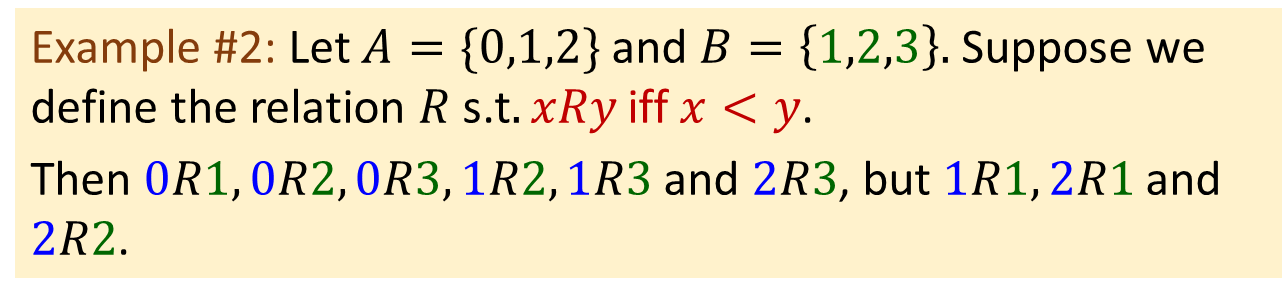 Example #2: Let A = {0,1,2} and B = {1,2,3}. Suppose we
define the relation R s.t. xRy iff x < y.
Then 0R1, 0R2, 0R3, 1R2, 1R3 and 2R3, but 1R1, 2R1 and
2R2.